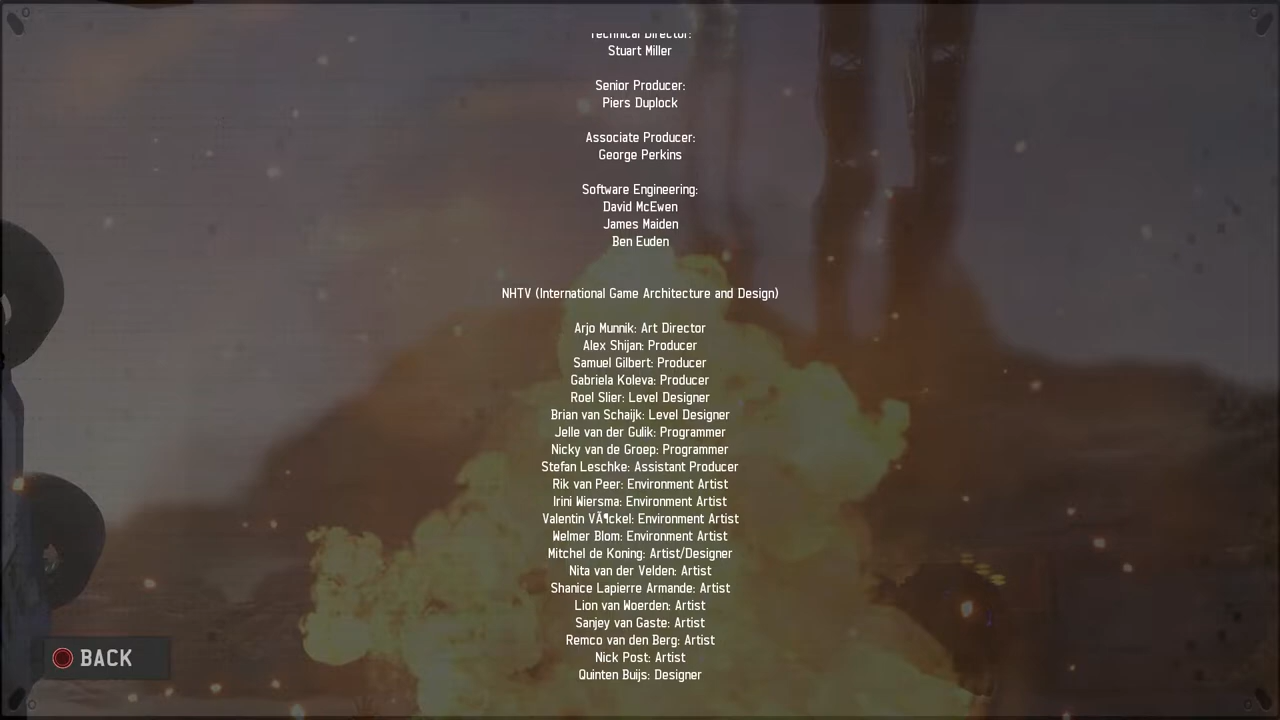 Technical Director:
Stuart Miller
Senior Producer:
Piers Duplock
Associate Producer:
George Perkins
Software Engineering:
David McEwen
James Maiden
Ben Euden
NHTV (International Game Architecture and Design)
Arjo Munnik: Art Director
Alex Shijan: Producer
Samuel Gilbert: Producer
Gabriela Koleva: Producer
Roel Slier: Level Designer
Brian van Schaijk: Level Designer
Jelle van der Gulik: Programmer
Nicky van de Groep: Programmer
Stefan Leschke: Assistant Producer
Rik van Peer: Environment Artist
Irini Wiersma: Environment Artist
Valentin VÃ¶ckel: Environment Artist
Welmer Blom: Environment Artist
Mitchel de Koning: Artist/Designer
Nita van der Velden: Artist
Shanice Lapierre Armande: Artist
Lion van Woerden: Artist
Sanjey van Gaste: Artist
Remco van den Berg: Artist
Nick Post: Artist
Quinten Buijs: Designer
BACK